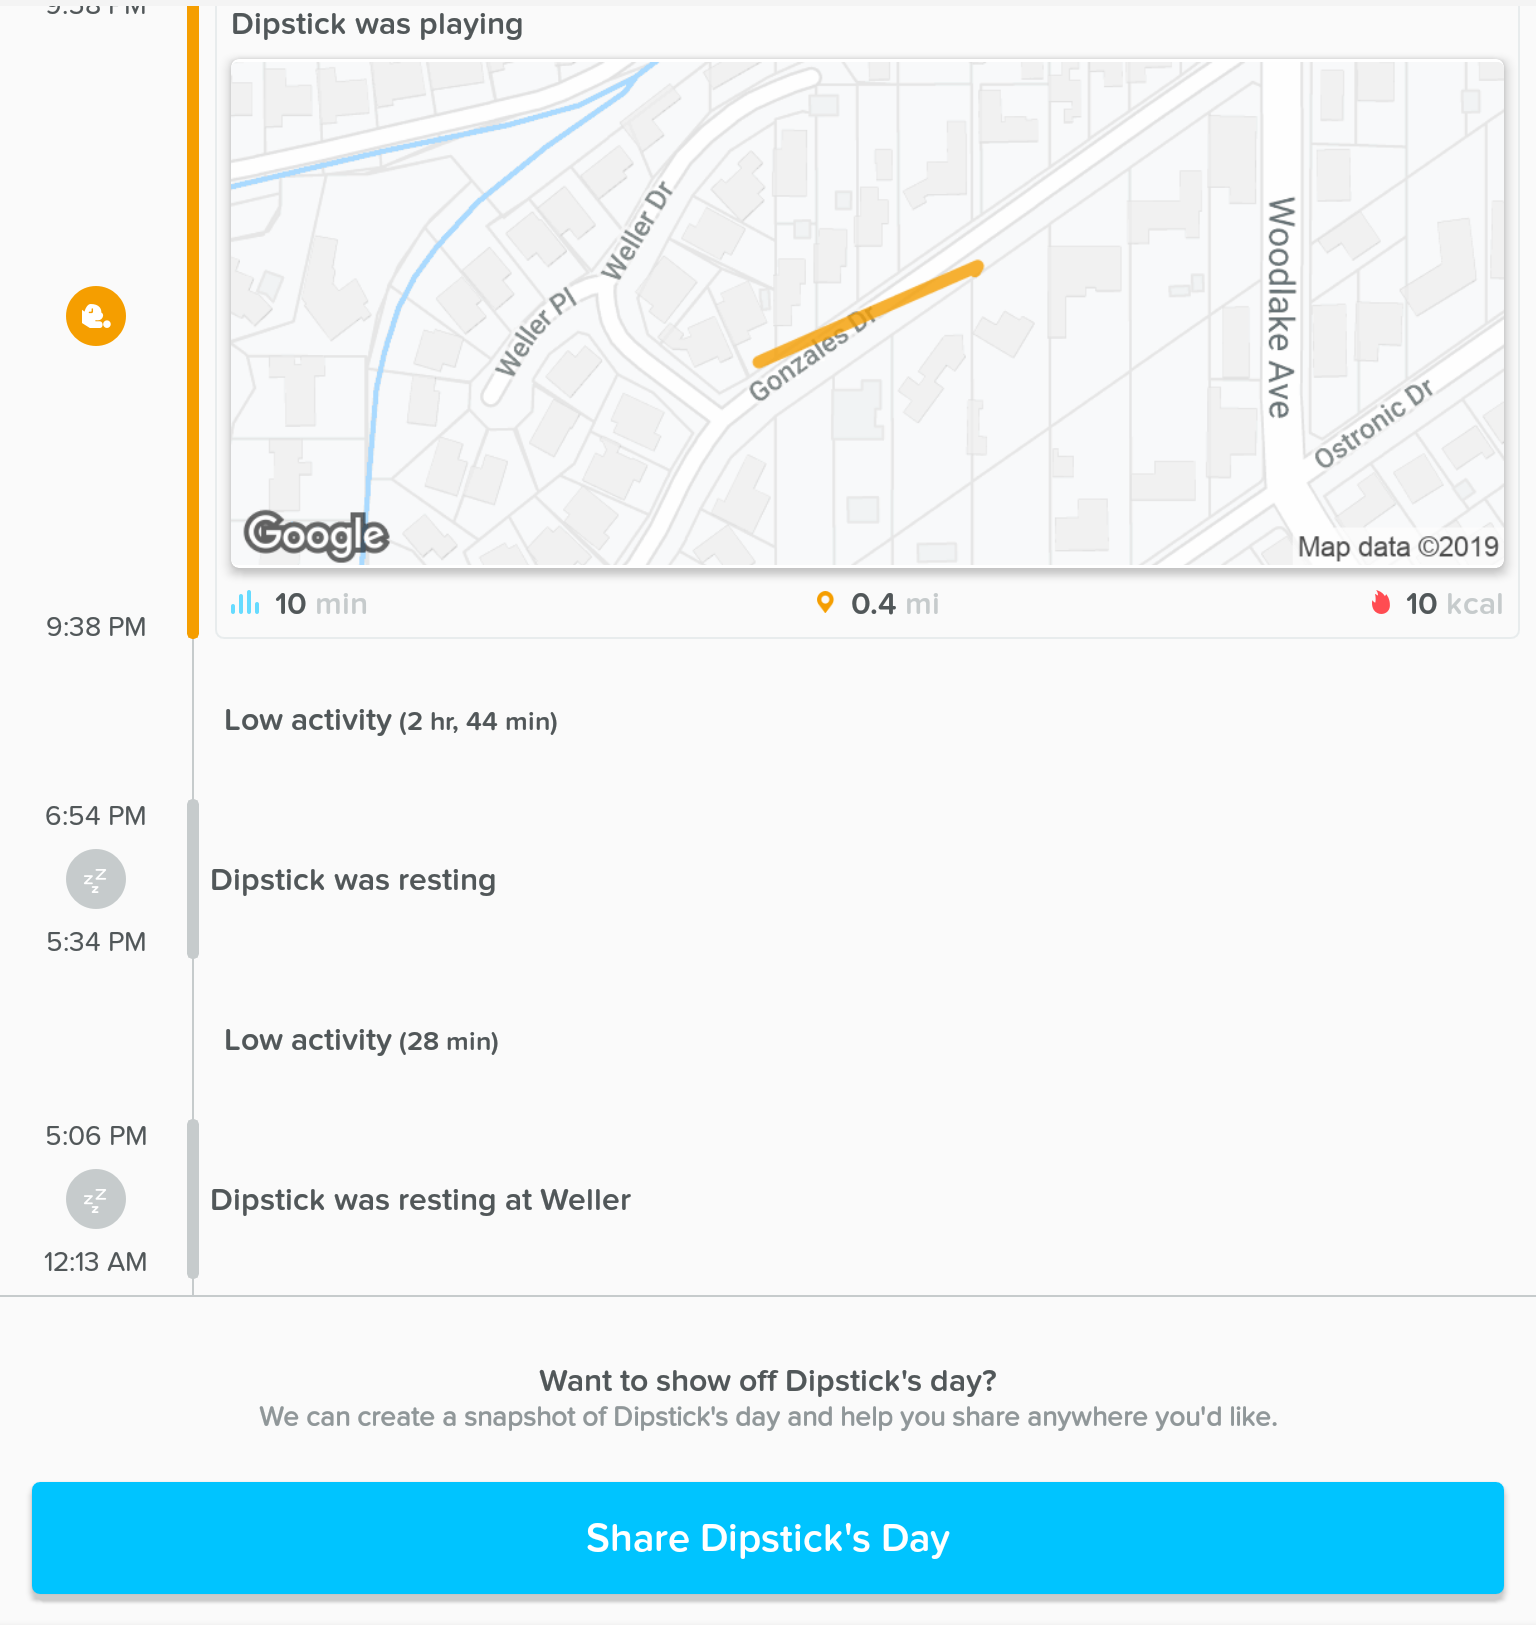 Dipstick was playing
Weller Dr
Weller Pl
Gonzales Dr
Woodlake Ave
Ostronic Dr
Google
Map data ©2019
10 min
0.4 mi
10 kcal
9:38 PM
Low activity (2 hr, 44 min)
6:54 PM
Dipstick was resting
5:34 PM
Low activity (28 min)
5:06 PM
Dipstick was resting at Weller
12:13 AM
Want to show off Dipstick's day?
We can create a snapshot of Dipstick's day and help you share anywhere you'd like.
Share Dipstick's Day